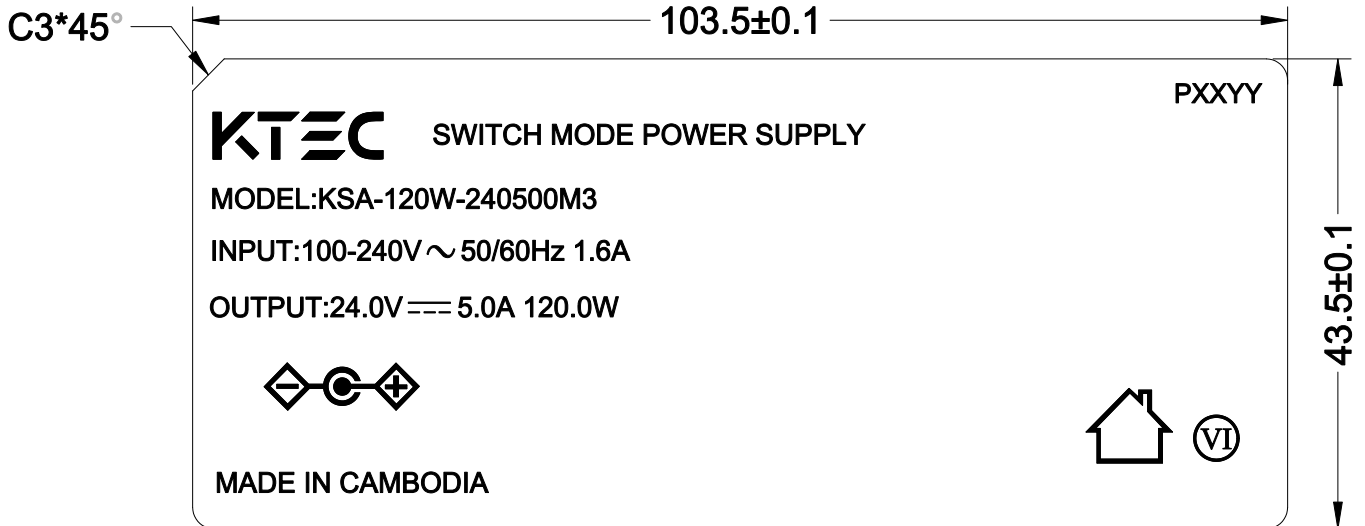 C3*45°
103.5±0.1
PXXYY
KTEC SWITCH MODE POWER SUPPLY
MODEL:KSA-120W-240500M3
INPUT:100-240V～50/60Hz 1.6A
OUTPUT:24.0V⎓5.0A 120.0W
43.5±0.1
VI
MADE IN CAMBODIA